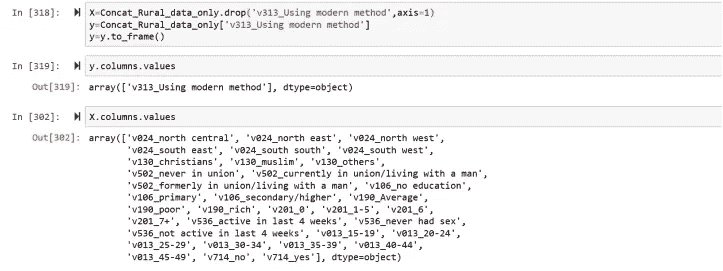 In [318]: X=Concat_Rural_data_only.drop('v313_Using modern method',axis=1)
y=Concat_Rural_data_only['v313_Using modern method']
y=y.to_frame()
In [319]: y.columns.values
Out[319]: array(['v313_Using modern method'], dtype=object)
In [302]: X.columns.values
Out[302]: array(['v024_north central', 'v024_north east', 'v024_north west',
'v024_south east', 'v024_south south', 'v024_south west',
'v130_christians', 'v130_muslim', 'v130_others',
'v502_never in union', 'v502_currently in union/living with a man',
'v502_formerly in union/living with a man', 'v106_no education',
'v106_primary', 'v106_secondary/higher', 'v190_Average',
'v190_poor', 'v190_rich', 'v201_0', 'v201_1-5', 'v201_6',
'v201_7+', 'v536_active in last 4 weeks', 'v536_never had sex',
'v536_not active in last 4 weeks', 'v013_15-19', 'v013_20-24',
'v013_25-29', 'v013_30-34', 'v013_35-39', 'v013_40-44',
'v013_45-49', 'v714_no', 'v714_yes'], dtype=object)